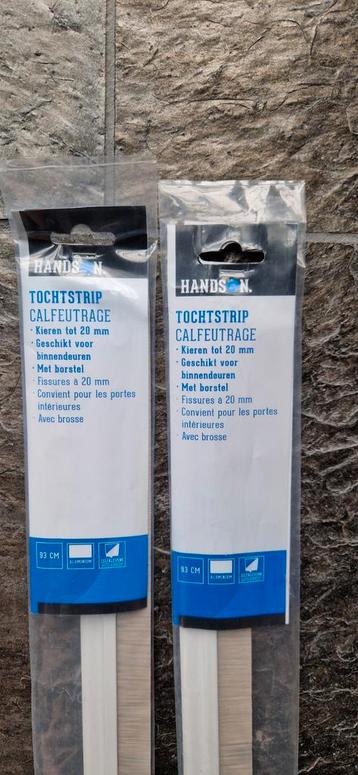 HANDSON.
TOCHTSTRIP
CALFEUTRAGE
· Kieren tot 20 mm
· Geschikt voor
binnendeuren
· Met borstel
· Fissures à 20 mm
· Convient pour les portes
intérieures
· Avec brosse
93 CM
ALUMINIUM
HANDSON.
TOCHTSTRIP
CALFEUTRAGE
· Kieren tot 20 mm
· Geschikt voor
binnendeuren
· Met borstel
· Fissures à 20 mm
· Convient pour les portes
intérieures
· Avec brosse
93 CM
ALUMINIUM